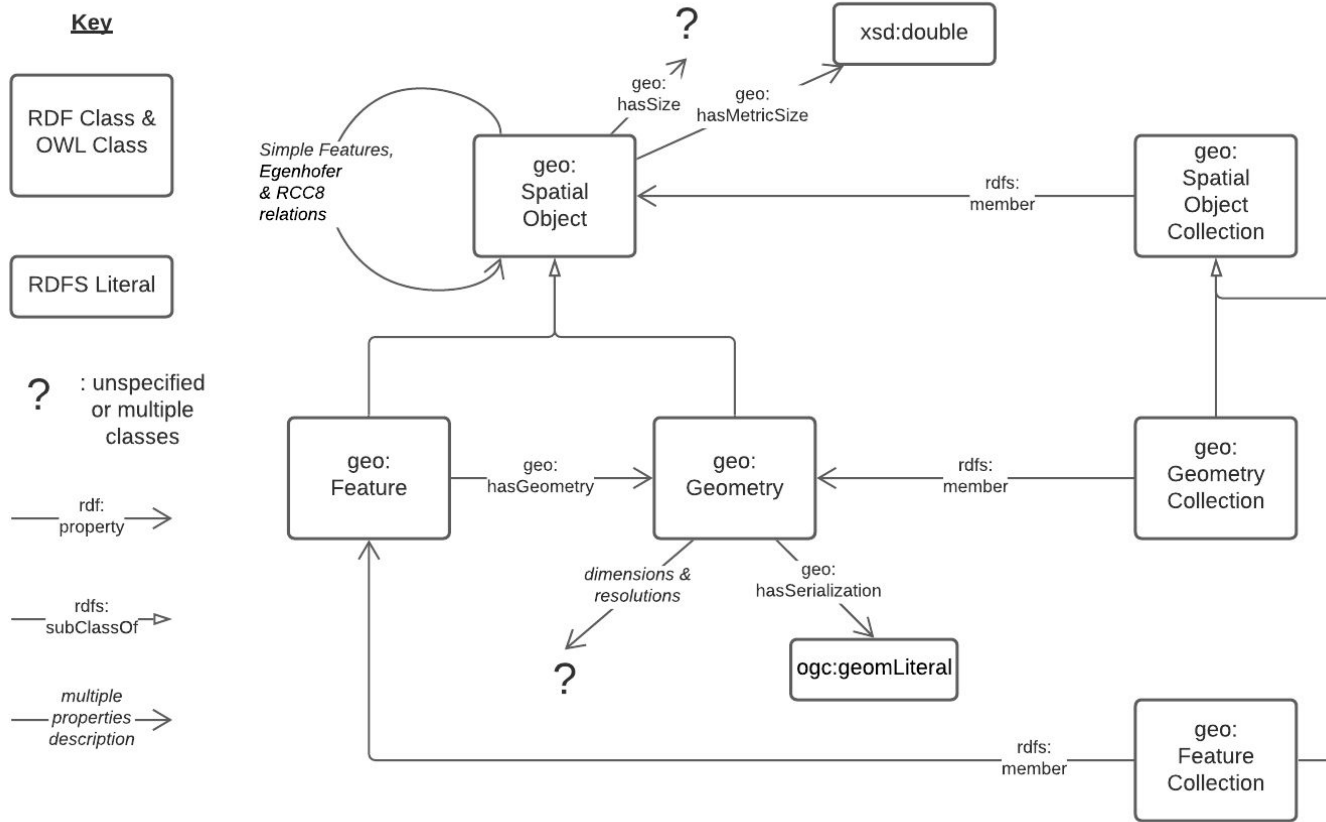 Key
RDF Class &
OWL Class
RDFS Literal
? : unspecified
or multiple
classes
rdf:
property
rdfs:
subClassOf
multiple
properties
description
?
xsd:double
geo:
hasSize
geo:
hasMetricSize
Simple Features,
Egenhofer
& RCC8
relations
geo:
Spatial
Object
rdfs:
member
geo:
Spatial
Object
Collection
geo:
Feature
geo:
hasGeometry
geo:
Geometry
rdfs:
member
geo:
Geometry
Collection
dimensions &
resolutions
?
geo:
hasSerialization
ogc:geomLiteral
rdfs:
member
geo:
Feature
Collection